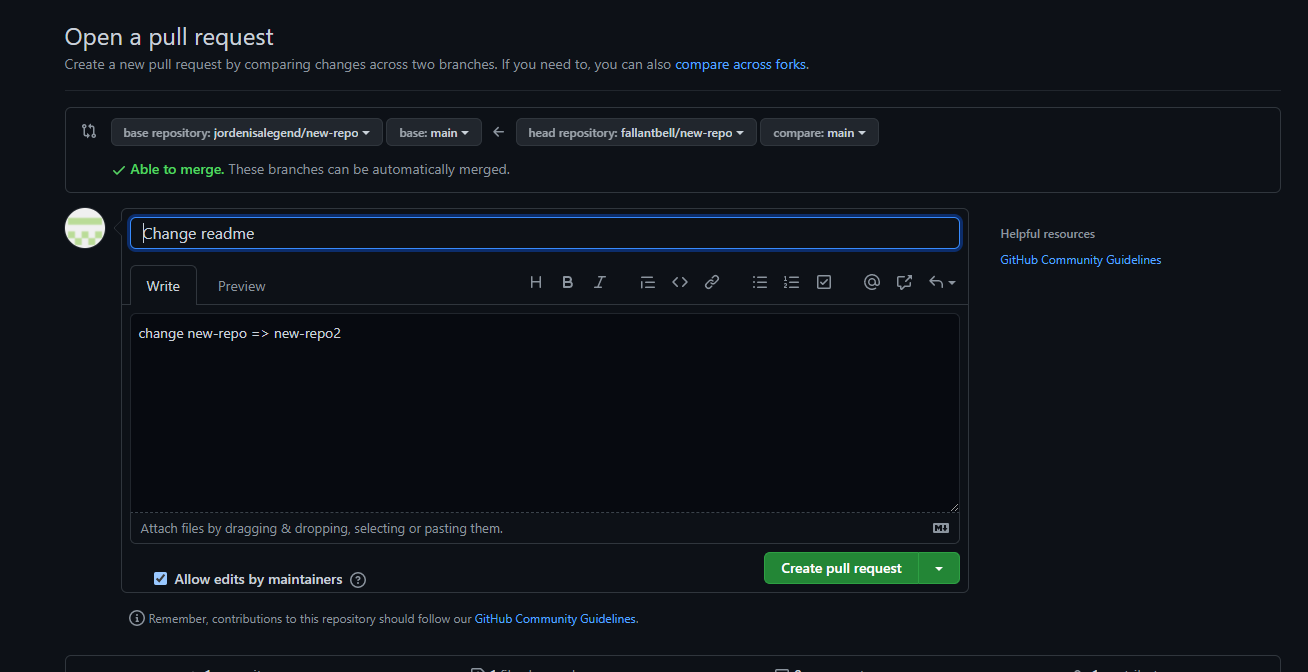 Open a pull request
Create a new pull request by comparing changes across two branches. If you need to, you can also compare across forks.
base repository: jordenisalegend/new-repo base: main head repository: fallantbell/new-repo compare: main
Able to merge. These branches can be automatically merged.
Change readme
Helpful resources
GitHub Community Guidelines
Write Preview
change new-repo => new-repo2
Attach files by dragging & dropping, selecting or pasting them.
Allow edits by maintainers
Create pull request
Remember, contributions to this repository should follow our GitHub Community Guidelines.